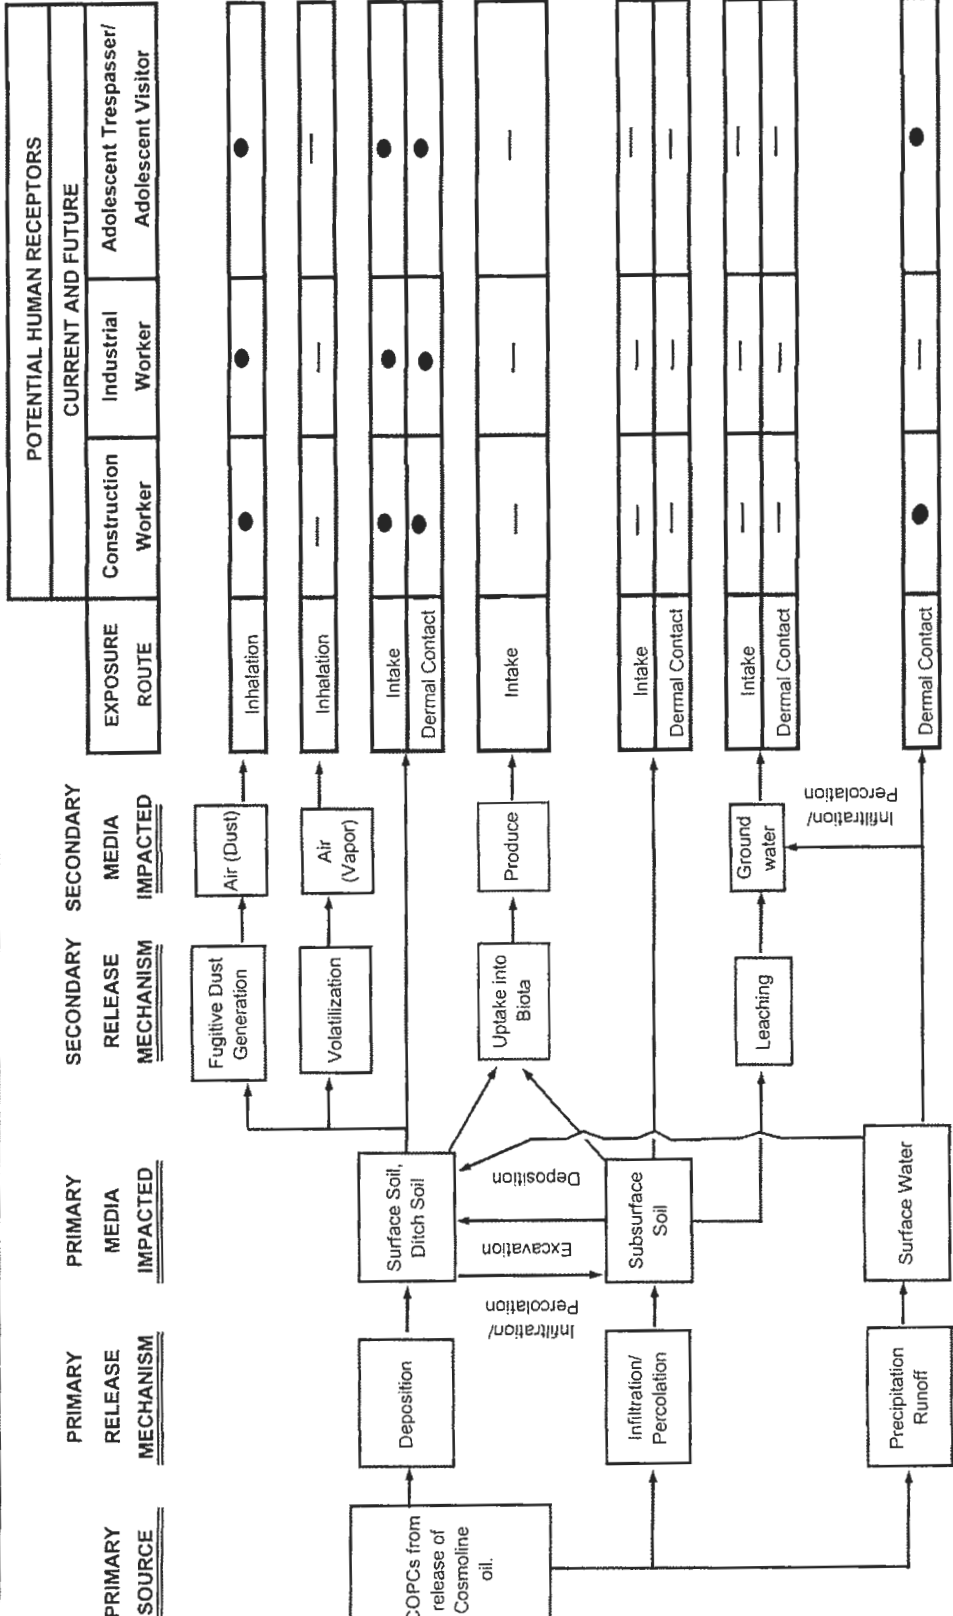 POTENTIAL HUMAN RECEPTORS
CURRENT AND FUTURE
PRIMARY
SOURCE
PRIMARY
RELEASE
MECHANISM
PRIMARY
MEDIA
IMPACTED
SECONDARY
RELEASE
MECHANISM
SECONDARY
MEDIA
IMPACTED
EXPOSURE
ROUTE
Construction
Worker
Industrial
Worker
Adolescent Trespasser/
Adolescent Visitor
Fugitive Dust
Generation
Air (Dust)
Inhalation
Volatilization
Air
(Vapor)
Inhalation
COPCs from
release of
Cosmoline
oil.
Deposition
Surface Soil,
Ditch Soil
Intake
Dermal Contact
Uptake into
Biota
Produce
Intake
Infiltration/
Percolation
Excavation
Deposition
Infiltration/
Percolation
Subsurface
Soil
Intake
Dermal Contact
Leaching
Ground
water
Intake
Dermal Contact
Infiltration/
Percolation
Precipitation
Runoff
Surface Water
Dermal Contact